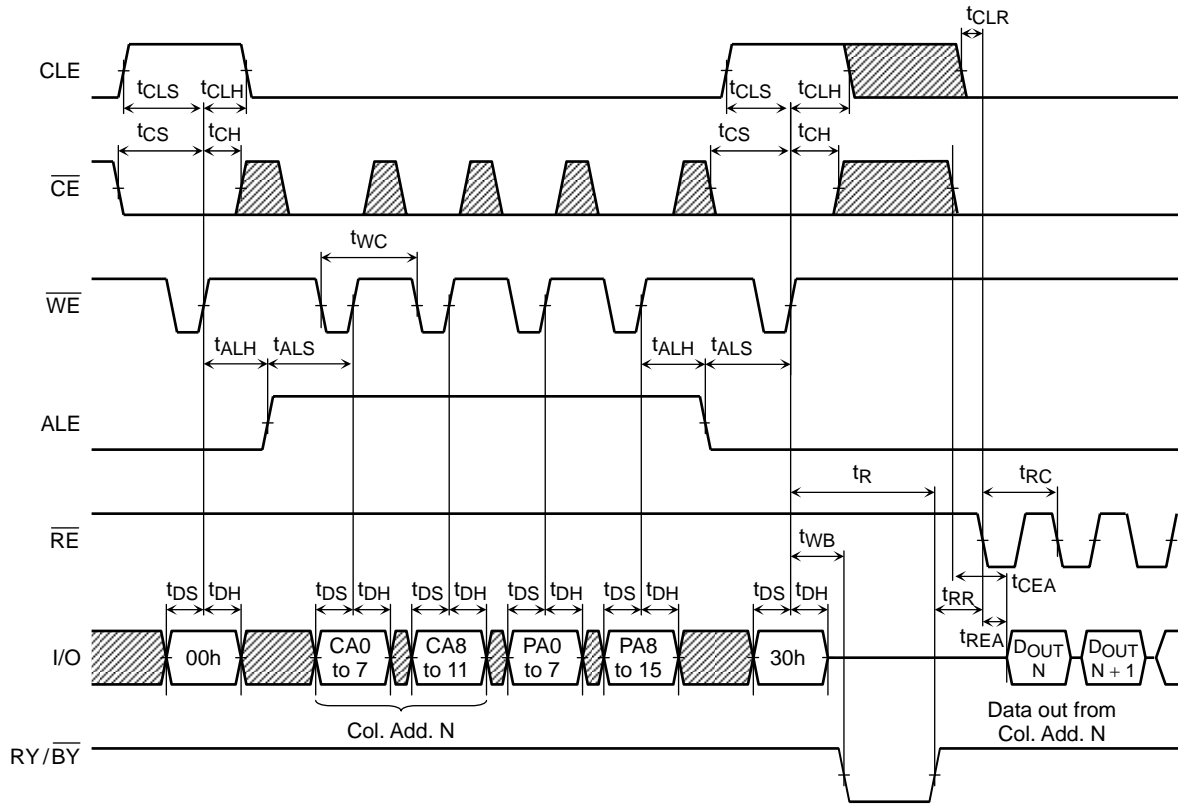 tCLR
CLE
tCLS tCLH tCLS tCLH
tCS tCH tCS tCH
CE
tWC
WE
tALH tALS tALH tALS
ALE
tR
tRC
RE
tWB
tDS tDH tDS tDH tDS tDH tDS tDH tDS tDH tDS tDH
tCEA
tRR
tREA
I/O
00h
CA0 to 7
CA8 to 11
PA0 to 7
PA8 to 15
30h
DOUT N
DOUT N + 1
Col. Add. N
Data out from
Col. Add. N
RY/BY